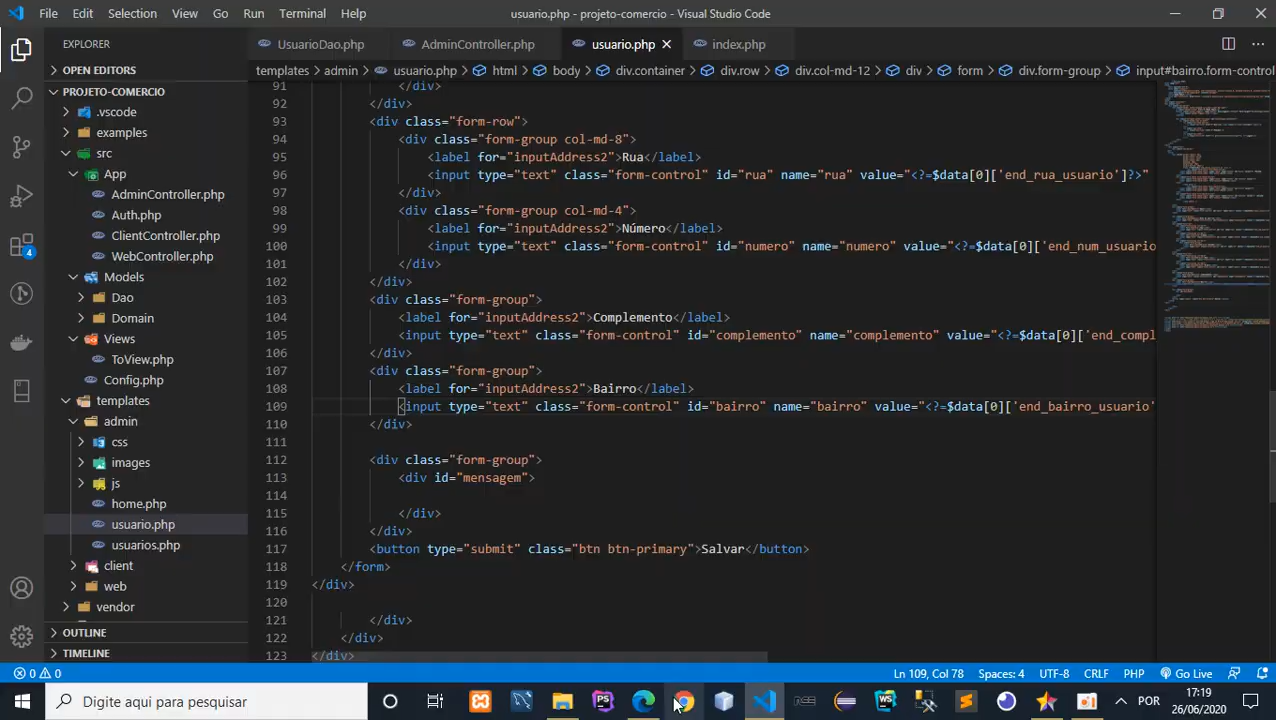 File Edit Selection View Go Run Terminal Help usuario.php - projeto-comercio - Visual Studio Code
EXPLORER UsuarioDao.php AdminController.php usuario.php index.php
OPEN EDITORS templates > admin > usuario.php > html > body > div.container > div.row > div.col-md-12 > div > form > div.form-group > input#bairro.form-control
PROJETO-COMERCIO
.vscode
examples
src
App
AdminController.php
Auth.php
ClientController.php
WebController.php
Models
Dao
Domain
Views
ToView.php
Config.php
templates
admin
css
images
js
home.php
usuario.php
usuarios.php
client
web
vendor
OUTLINE
TIMELINE
91 </div>
92 </div>
93 <div class="form-row">
94 <div class="form-group col-md-8">
95 <label for="inputAddress2">Rua</label>
96 <input type="text" class="form-control" id="rua" name="rua" value="<?=$data[0]['end_rua_usuario']?>"
97 </div>
98 <div class="form-group col-md-4">
99 <label for="inputAddress2">Número</label>
100 <input type="text" class="form-control" id="numero" name="numero" value="<?=$data[0]['end_num_usuario
101 </div>
102 </div>
103 <div class="form-group">
104 <label for="inputAddress2">Complemento</label>
105 <input type="text" class="form-control" id="complemento" name="complemento" value="<?=$data[0]['end_compl
106 </div>
107 <div class="form-group">
108 <label for="inputAddress2">Bairro</label>
109 <input type="text" class="form-control" id="bairro" name="bairro" value="<?=$data[0]['end_bairro_usuario'
110 </div>
111
112 <div class="form-group">
113 <div id="mensagem">
114
115 </div>
116 </div>
117 <button type="submit" class="btn btn-primary">Salvar</button>
118 </form>
119 </div>
120
121 </div>
122 </div>
123 </div>
0 0 Ln 109, Col 78 Spaces: 4 UTF-8 CRLF PHP Go Live
4
Digite aqui para pesquisar PS WS POR 17:19
26/06/2020